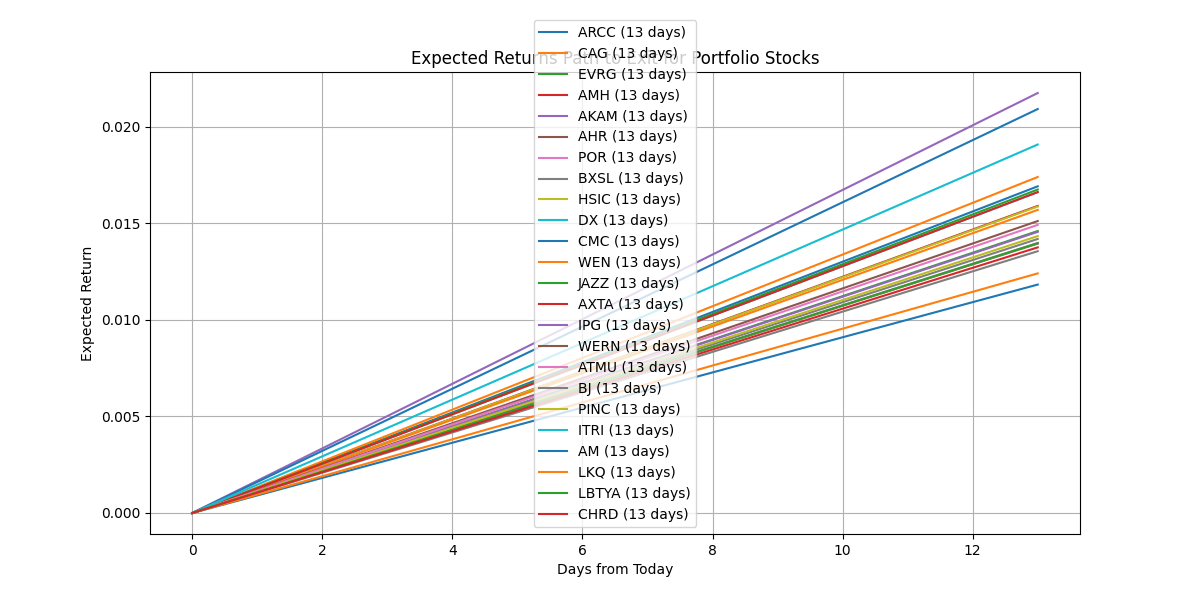 Expected Returns Path to Exit for Portfolio Stocks
ARCC (13 days)
CAG (13 days)
EVRG (13 days)
AMH (13 days)
AKAM (13 days)
AHR (13 days)
POR (13 days)
BXSL (13 days)
HSIC (13 days)
DX (13 days)
CMC (13 days)
WEN (13 days)
JAZZ (13 days)
AXTA (13 days)
IPG (13 days)
WERN (13 days)
ATMU (13 days)
BJ (13 days)
PINC (13 days)
ITRI (13 days)
AM (13 days)
LKQ (13 days)
LBTYA (13 days)
CHRD (13 days)
Expected Return
0.020
0.015
0.010
0.005
0.000
0 2 4 6 8 10 12
Days from Today